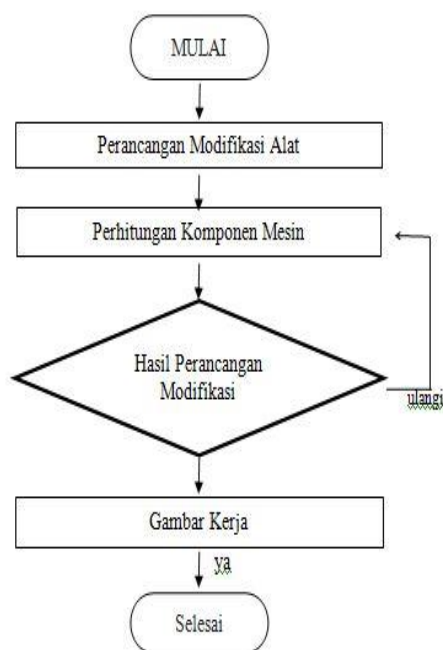 MULAI
Perancangan Modifikasi Alat
Perhitungan Komponen Mesin
Hasil Perancangan
Modifikasi
ulangi
Gambar Kerja
ya
Selesai